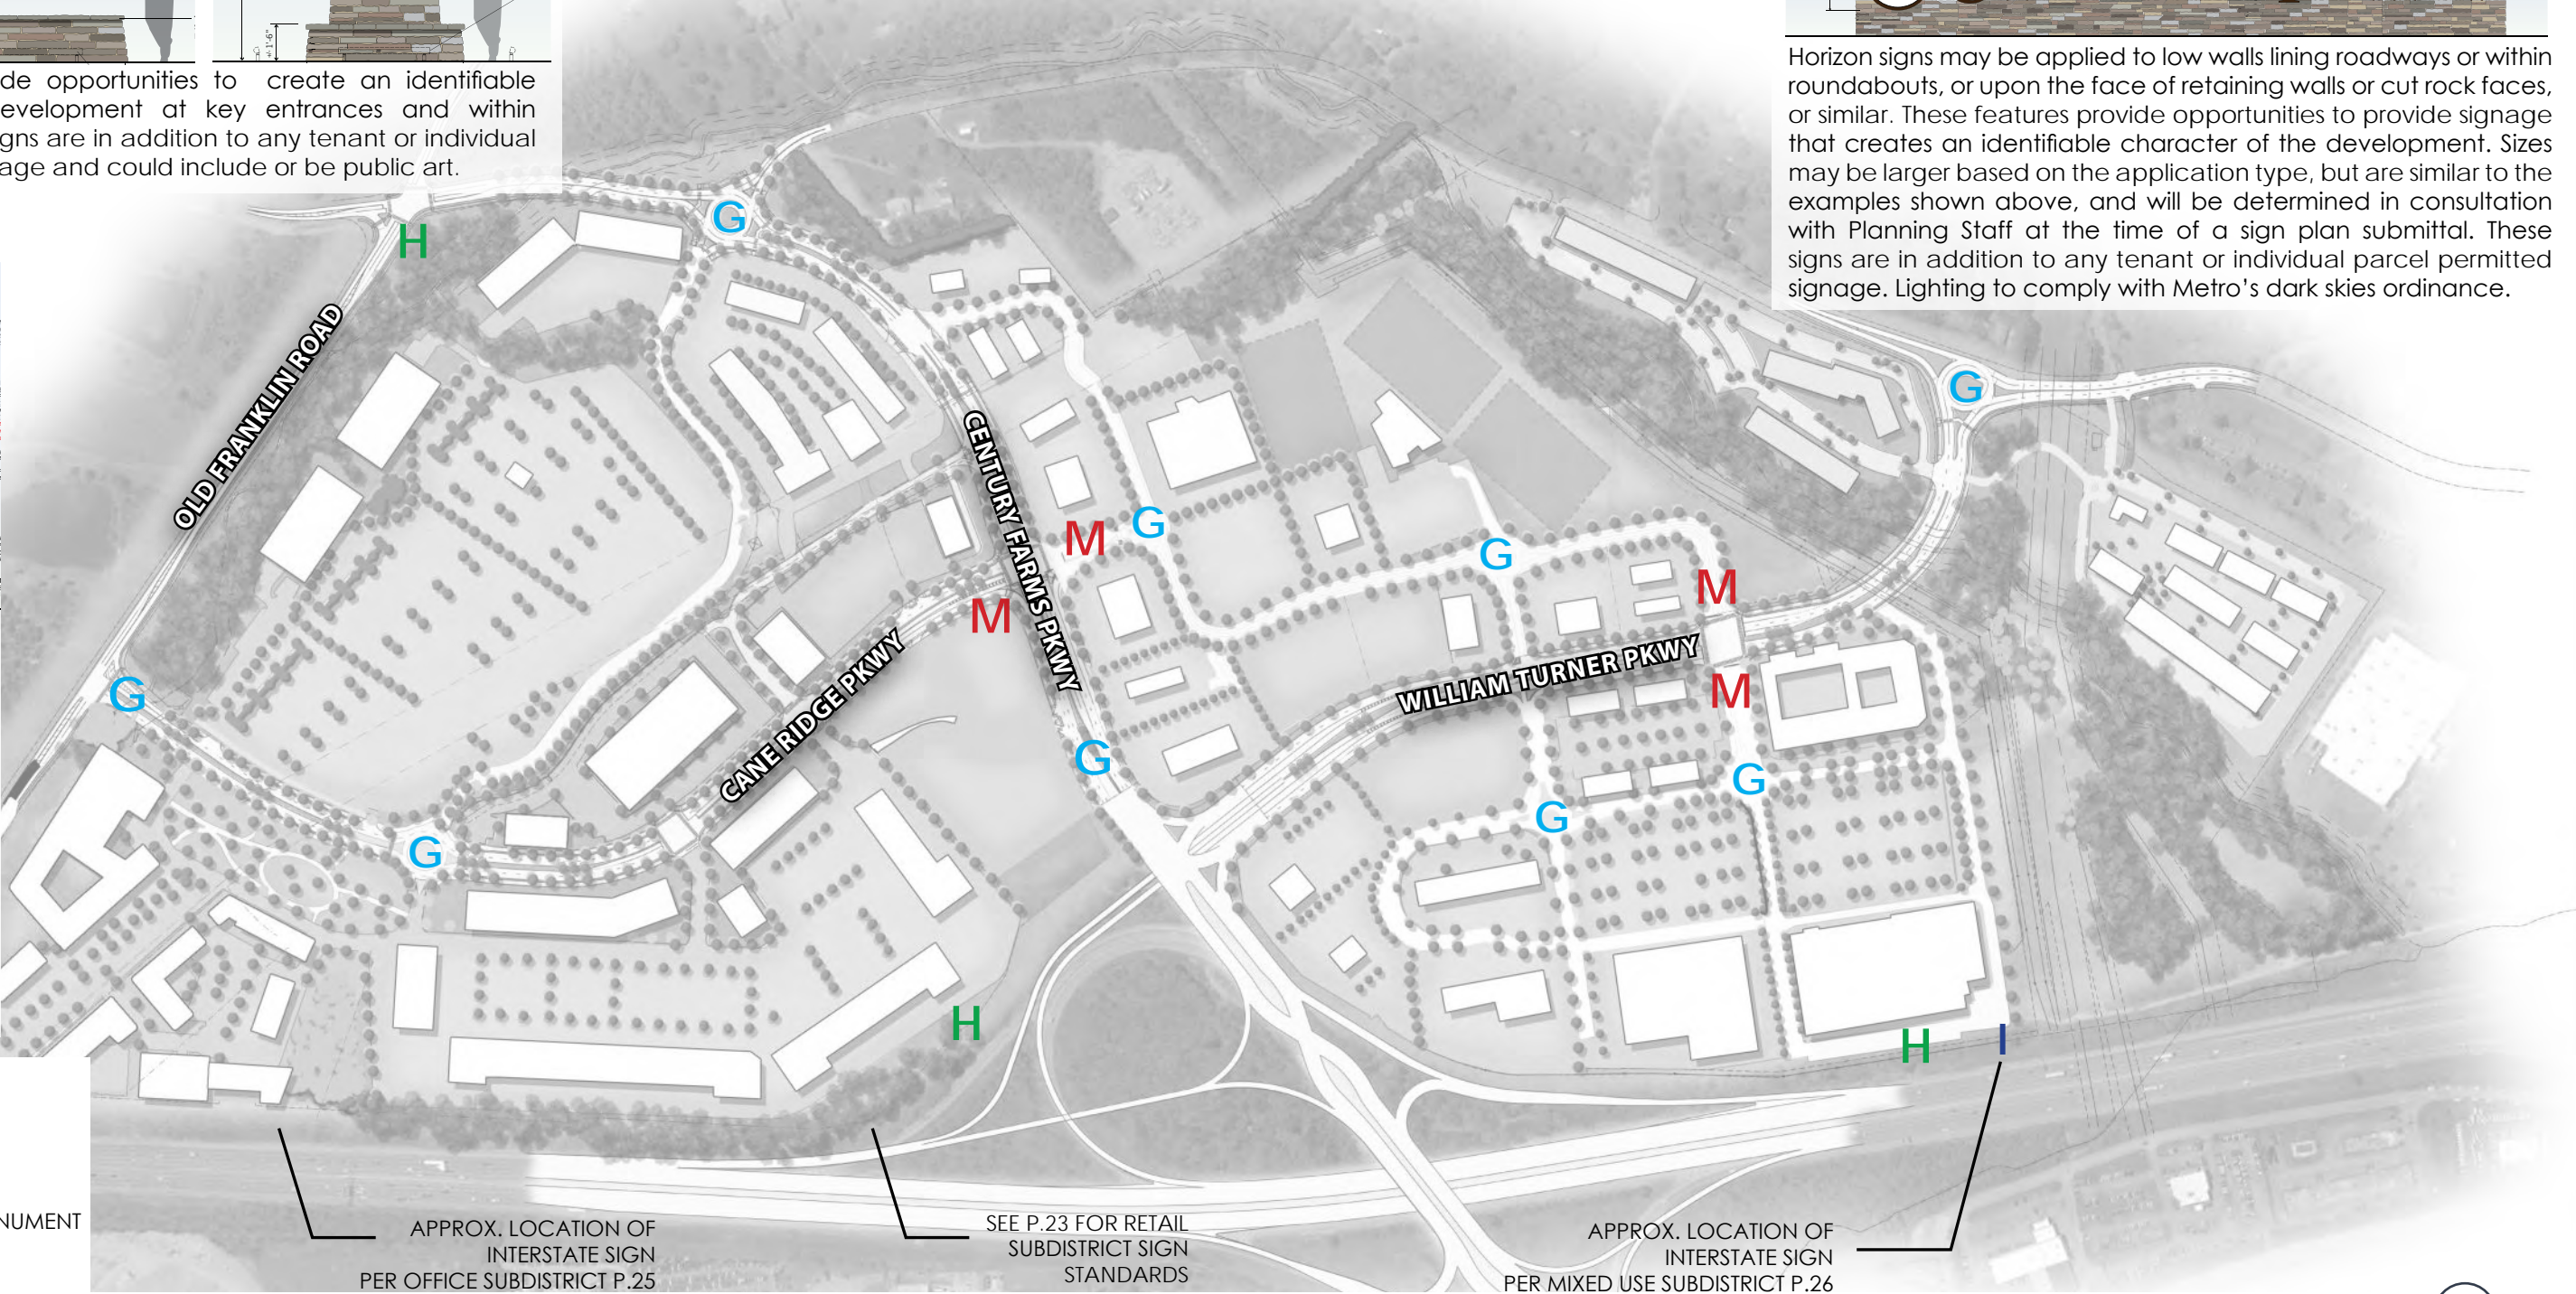 +/- 1'-6"
de opportunities to create an identifiable
evelopment at key entrances and within
gns are in addition to any tenant or individual
age and could include or be public art.
Horizon signs may be applied to low walls lining roadways or within
roundabouts, or upon the face of retaining walls or cut rock faces,
or similar. These features provide opportunities to provide signage
that creates an identifiable character of the development. Sizes
may be larger based on the application type, but are similar to the
examples shown above, and will be determined in consultation
with Planning Staff at the time of a sign plan submittal. These
signs are in addition to any tenant or individual parcel permitted
signage. Lighting to comply with Metro's dark skies ordinance.
G
H
OLD FRANKLIN ROAD
G
CENTURY FARMS PKWY
M
G
G
M
M
CANE RIDGE PKWY
WILLIAM TURNER PKWY
M
G
G
G
G
G
H
H
I
NUMENT
APPROX. LOCATION OF
INTERSTATE SIGN
PER OFFICE SUBDISTRICT P.25
SEE P.23 FOR RETAIL
SUBDISTRICT SIGN
STANDARDS
APPROX. LOCATION OF
INTERSTATE SIGN
PER MIXED USE SUBDISTRICT P.26